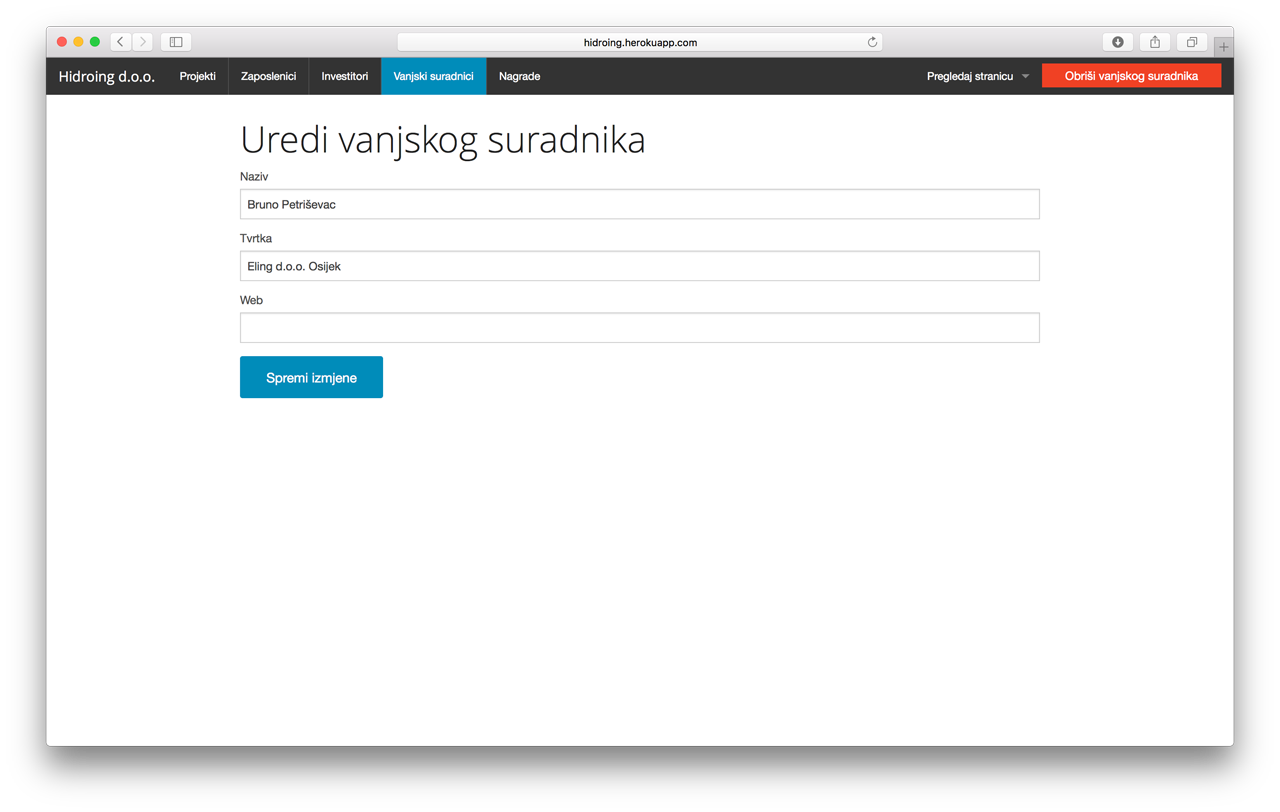 hidroing.herokuapp.com
Hidroing d.o.o. Projekti Zaposlenici Investitori Vanjski suradnici Nagrade Pregledaj stranicu Obriši vanjskog suradnika
Uredi vanjskog suradnika
Naziv
Bruno Petriševac
Tvrtka
Eling d.o.o. Osijek
Web
Spremi izmjene